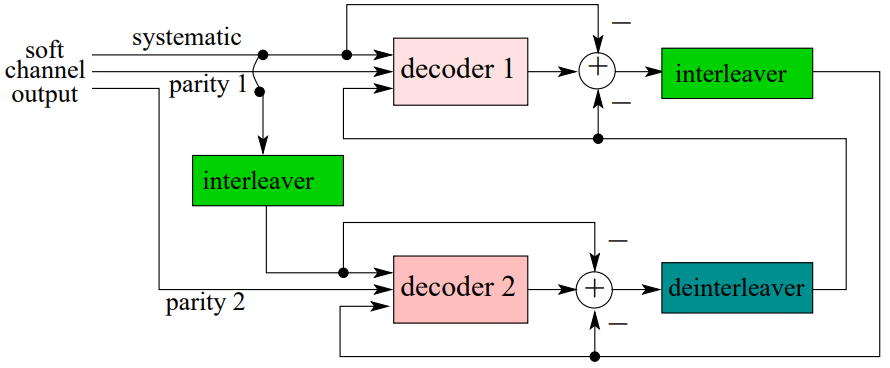 systematic
soft
channel
output
parity 1
decoder 1
+
−
−
interleaver
interleaver
parity 2
decoder 2
+
−
−
deinterleaver